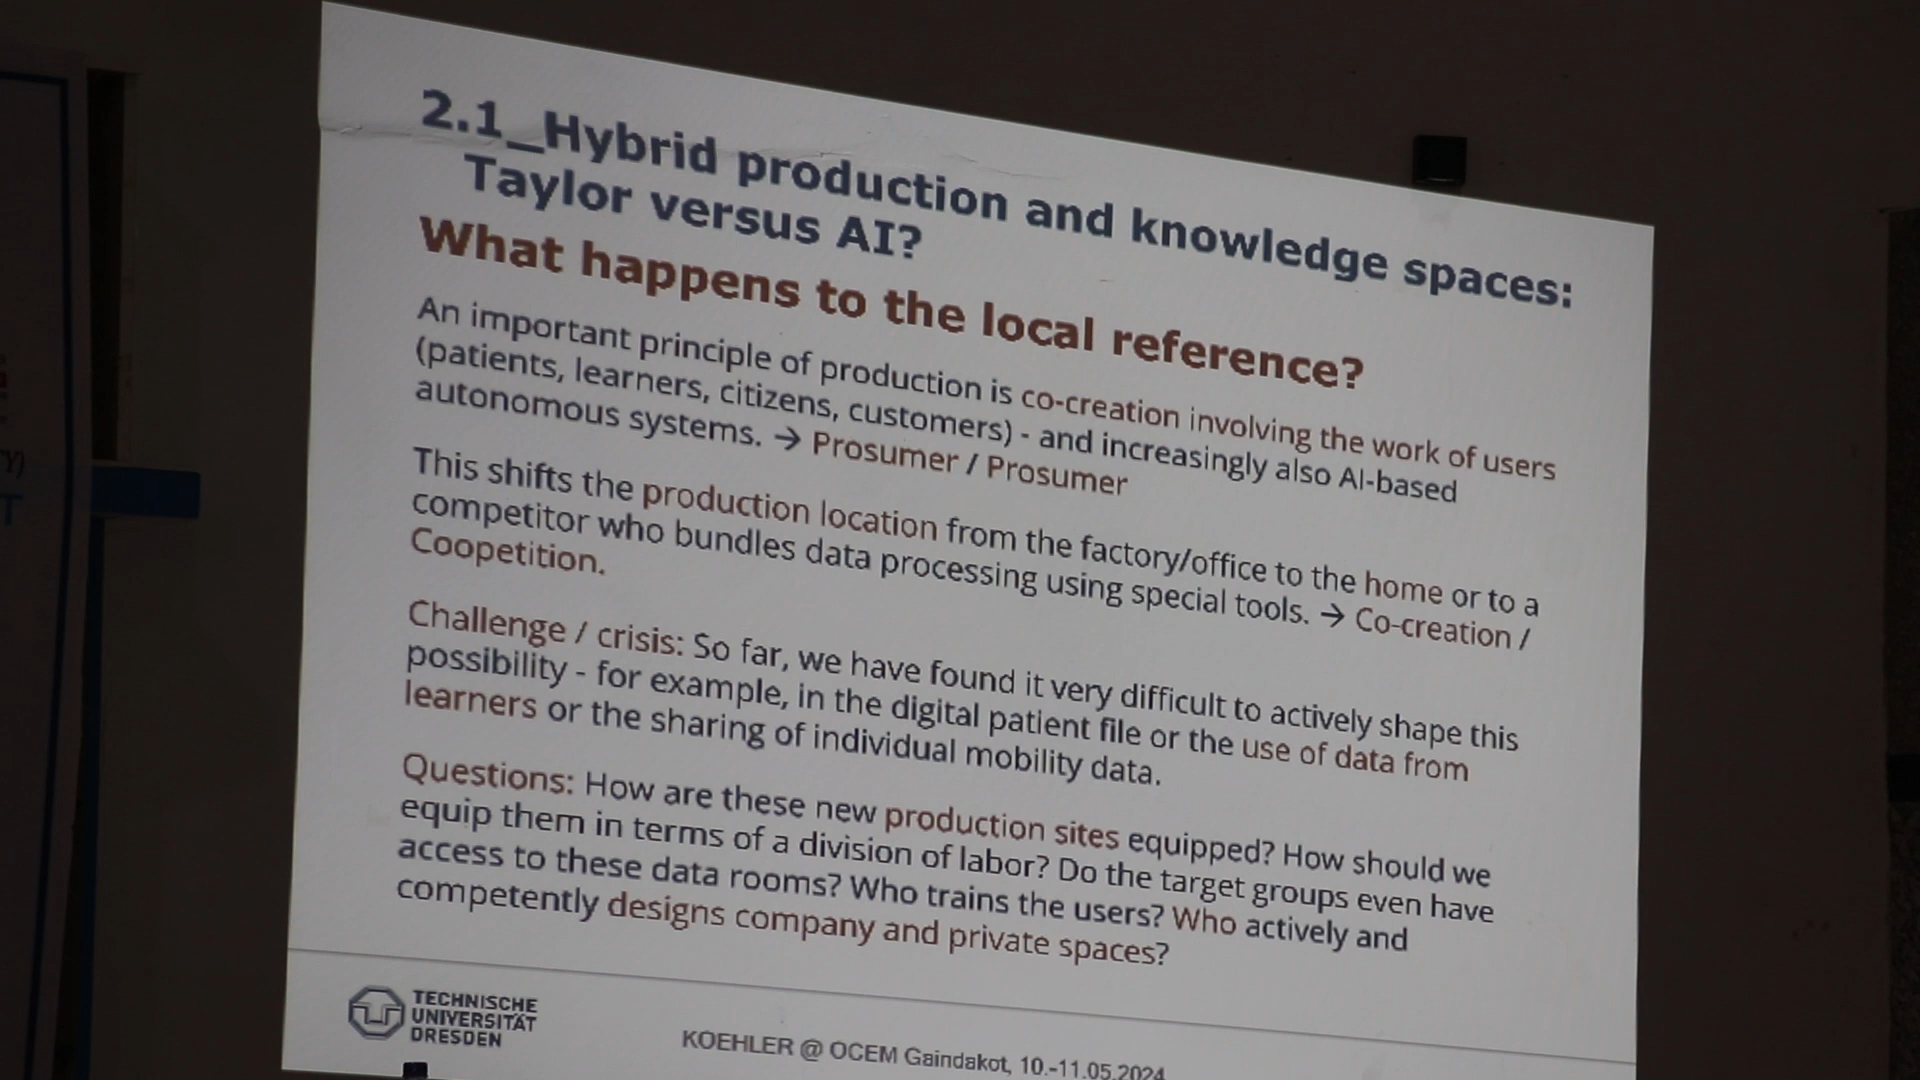 2.1_Hybrid production and knowledge spaces:
Taylor versus AI?
What happens to the local reference?
An important principle of production is co-creation involving the work of users
(patients, learners, citizens, customers) - and increasingly also AI-based
autonomous systems. → Prosumer / Prosumer
This shifts the production location from the factory/office to the home or to a
competitor who bundles data processing using special tools. → Co-creation /
Coopetition.
Challenge / crisis: So far, we have found it very difficult to actively shape this
possibility - for example, in the digital patient file or the use of data from
learners or the sharing of individual mobility data.
Questions: How are these new production sites equipped? How should we
equip them in terms of a division of labor? Do the target groups even have
access to these data rooms? Who trains the users? Who actively and
competently designs company and private spaces?
TECHNISCHE
UNIVERSITÄT
DRESDEN
KOEHLER @ OCEM Gaindakot, 10.-11.05.2024
Y)
T